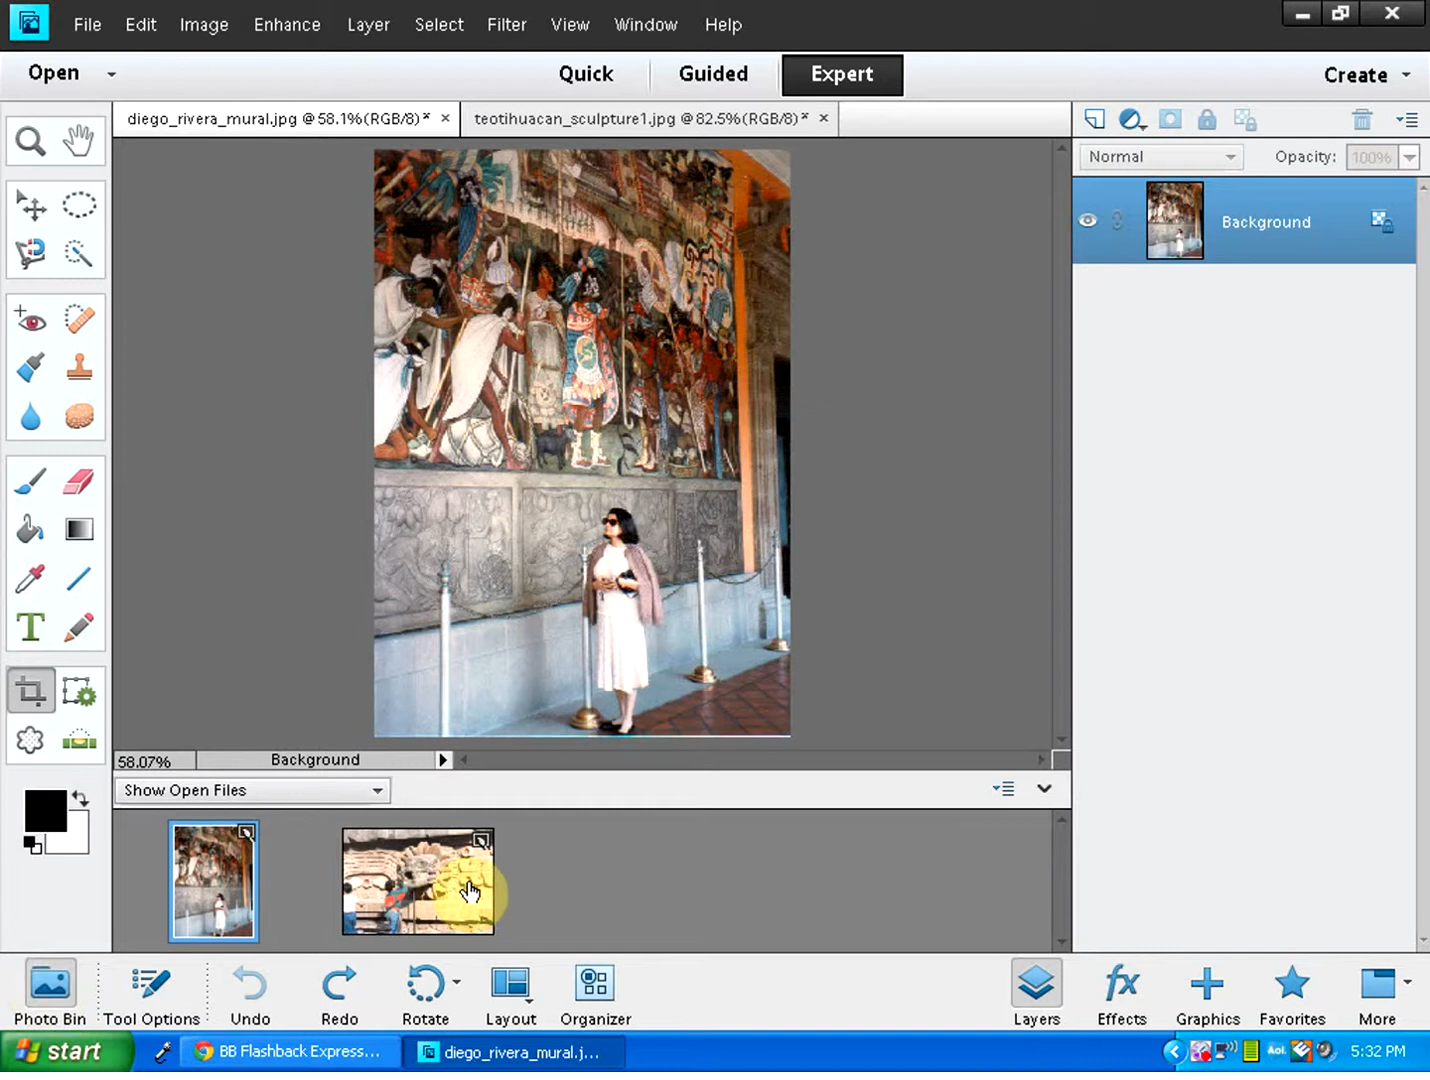 File Edit Image Enhance Layer Select Filter View Window Help
Open Quick Guided Expert Create
diego_rivera_mural.jpg @ 58.1%(RGB/8)* × teotihuacan_sculpture1.jpg @ 82.5%(RGB/8)* ×
Normal Opacity: 100%
Background
58.07% Background
Show Open Files
Photo Bin Tool Options Undo Redo Rotate Layout Organizer Layers Effects Graphics Favorites More
start BB Flashback Express... diego_rivera_mural.j... Aol. 5:32 PM